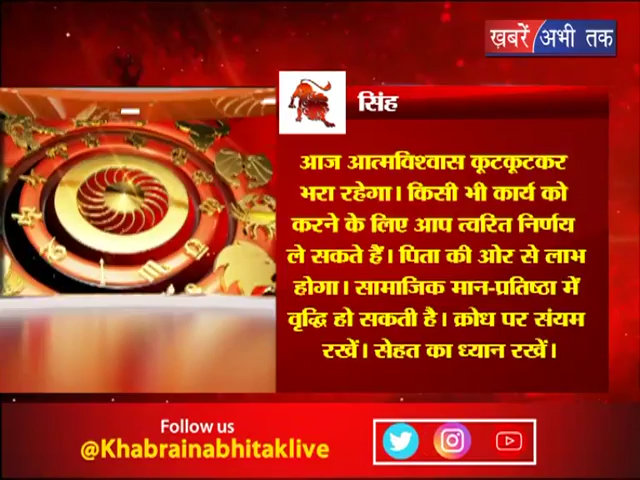 ख़बरें अभी तक
सिंह
आज आत्मविश्वास कूटकूटकर
भरा रहेगा। किसी भी कार्य को
करने के लिए आप त्वरित निर्णय
ले सकते हैं। पिता की ओर से लाभ
होगा। सामाजिक मान-प्रतिष्ठा में
वृद्धि हो सकती है। क्रोध पर संयम
रखें। सेहत का ध्यान रखें।
Follow us
@Khabrainabhitaklive